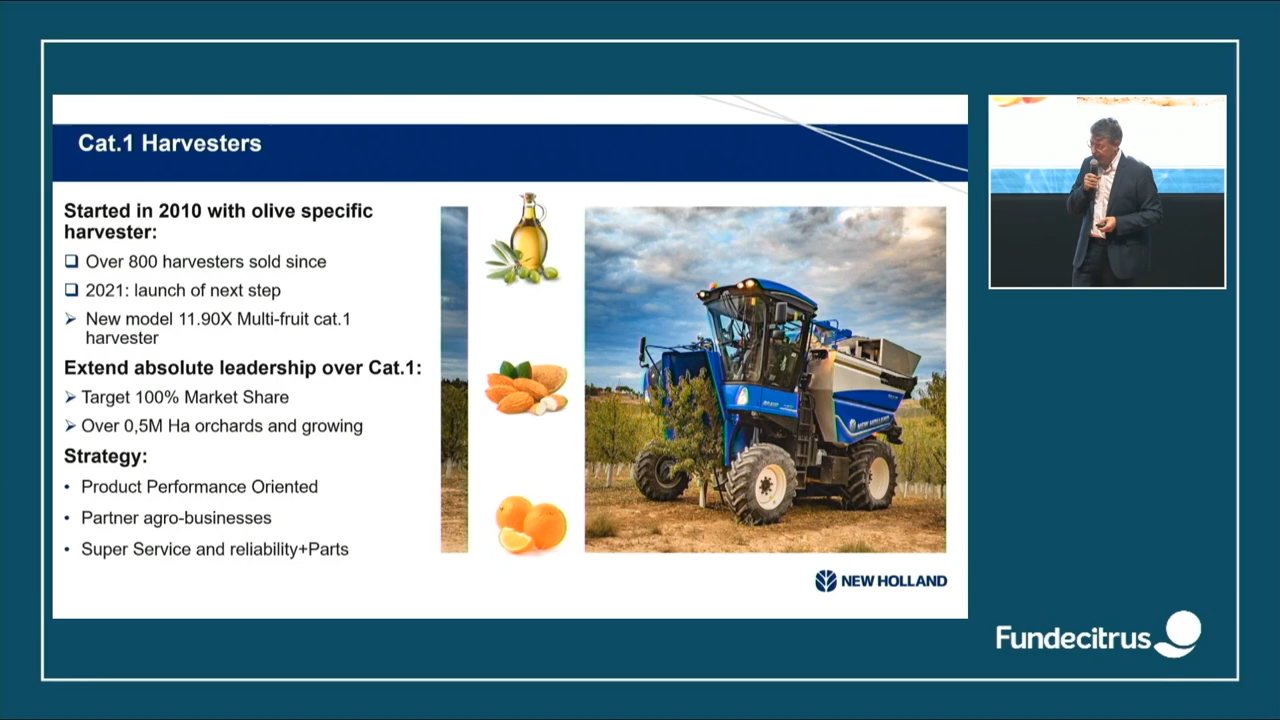 Cat.1 Harvesters
Started in 2010 with olive specific
harvester:
Over 800 harvesters sold since
2021: launch of next step
New model 11.90X Multi-fruit cat.1
harvester
Extend absolute leadership over Cat.1:
Target 100% Market Share
Over 0,5M Ha orchards and growing
Strategy:
• Product Performance Oriented
• Partner agro-businesses
• Super Service and reliability+Parts
NEW HOLLAND
Fundecitrus